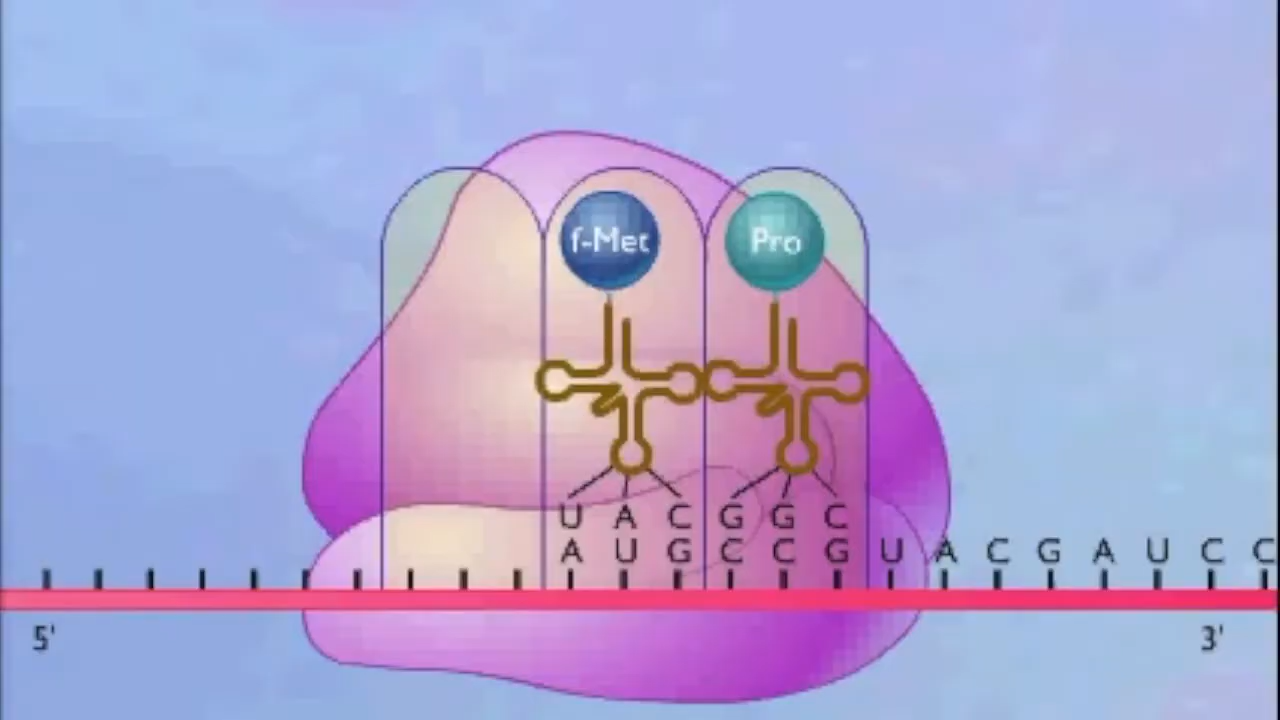 f-Met Pro
U A C G G C
A U G C C G U A C G A U C C
5' 3'